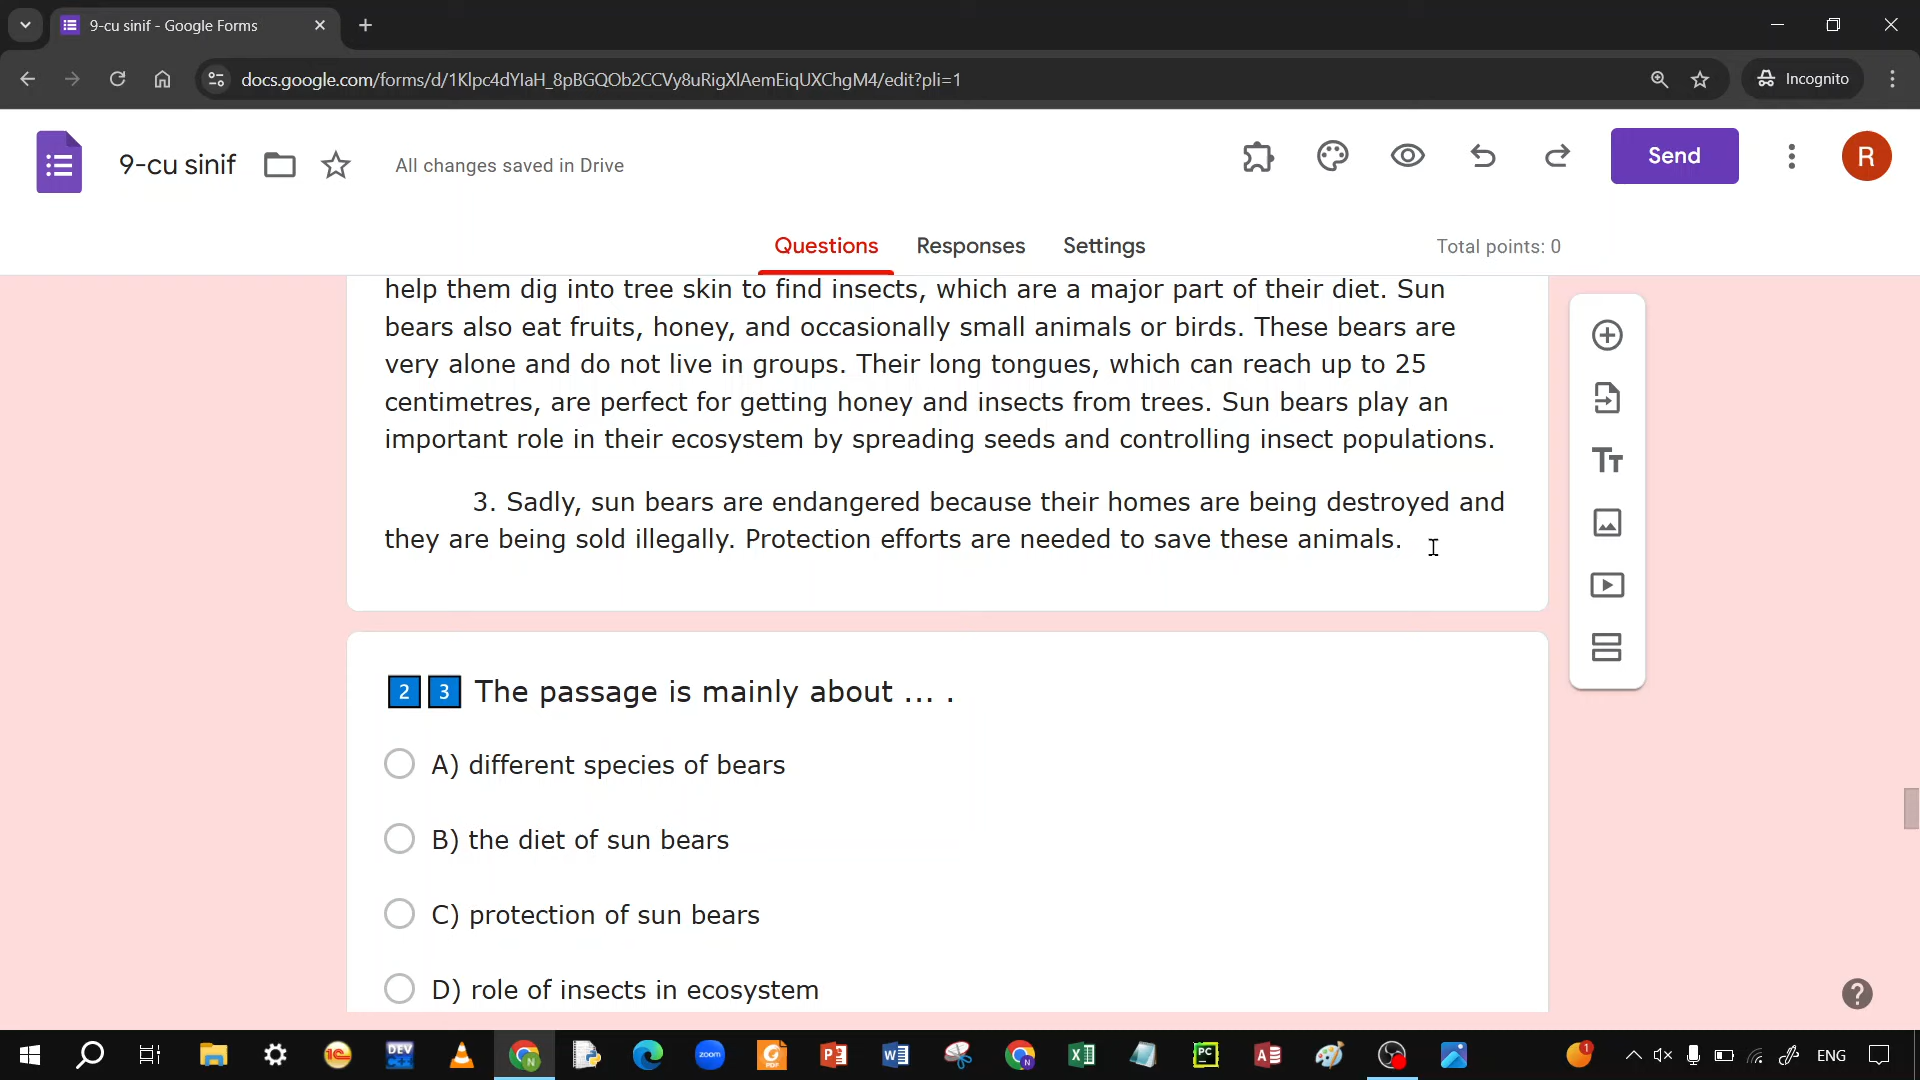 9-cu sinif - Google Forms
docs.google.com/forms/d/1Klpc4dYIaH_8pBGQOb2CCVy8uRigXlAemEiqUXChgM4/edit?pli=1
Incognito
9-cu sinif
All changes saved in Drive
Send
R
Questions
Responses
Settings
Total points: 0
help them dig into tree skin to find insects, which are a major part of their diet. Sun
bears also eat fruits, honey, and occasionally small animals or birds. These bears are
very alone and do not live in groups. Their long tongues, which can reach up to 25
centimetres, are perfect for getting honey and insects from trees. Sun bears play an
important role in their ecosystem by spreading seeds and controlling insect populations.
3. Sadly, sun bears are endangered because their homes are being destroyed and
they are being sold illegally. Protection efforts are needed to save these animals.
2 3 The passage is mainly about ... .
A) different species of bears
B) the diet of sun bears
C) protection of sun bears
D) role of insects in ecosystem
ENG